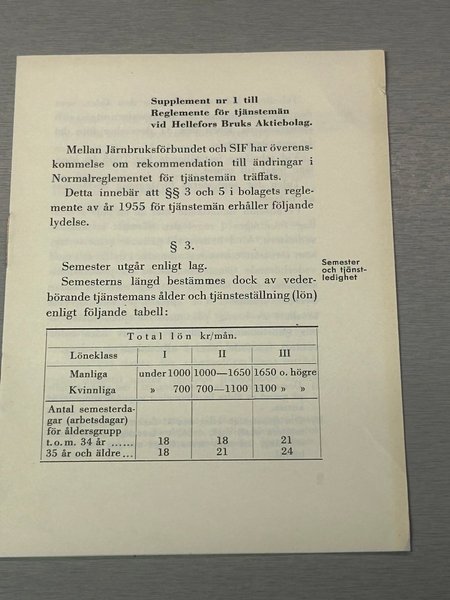 Supplement nr 1 till
Reglemente för tjänstemän
vid Hellefors Bruks Aktiebolag.
Mellan Järnbruksförbundet och SIF har överens-
kommelse om rekommendation till ändringar i
Normalreglementet för tjänstemän träffats.
Detta innebär att §§ 3 och 5 i bolagets regle-
mente av år 1955 för tjänstemän erhåller följande
lydelse.
§ 3.
Semester utgår enligt lag.
Semester
och tjänst-
ledighet
Semesterns längd bestämmes dock av veder-
börande tjänstemans ålder och tjänsteställning (lön)
enligt följande tabell:
Total lön kr/mån.
Löneklass I II III
Manliga under 1000 1000—1650 1650 o. högre
Kvinnliga » 700 700—1100 1100 » »
Antal semesterda-
gar (arbetsdagar)
för åldersgrupp
t.o.m. 34 år ...... 18 18 21
35 år och äldre... 18 21 24